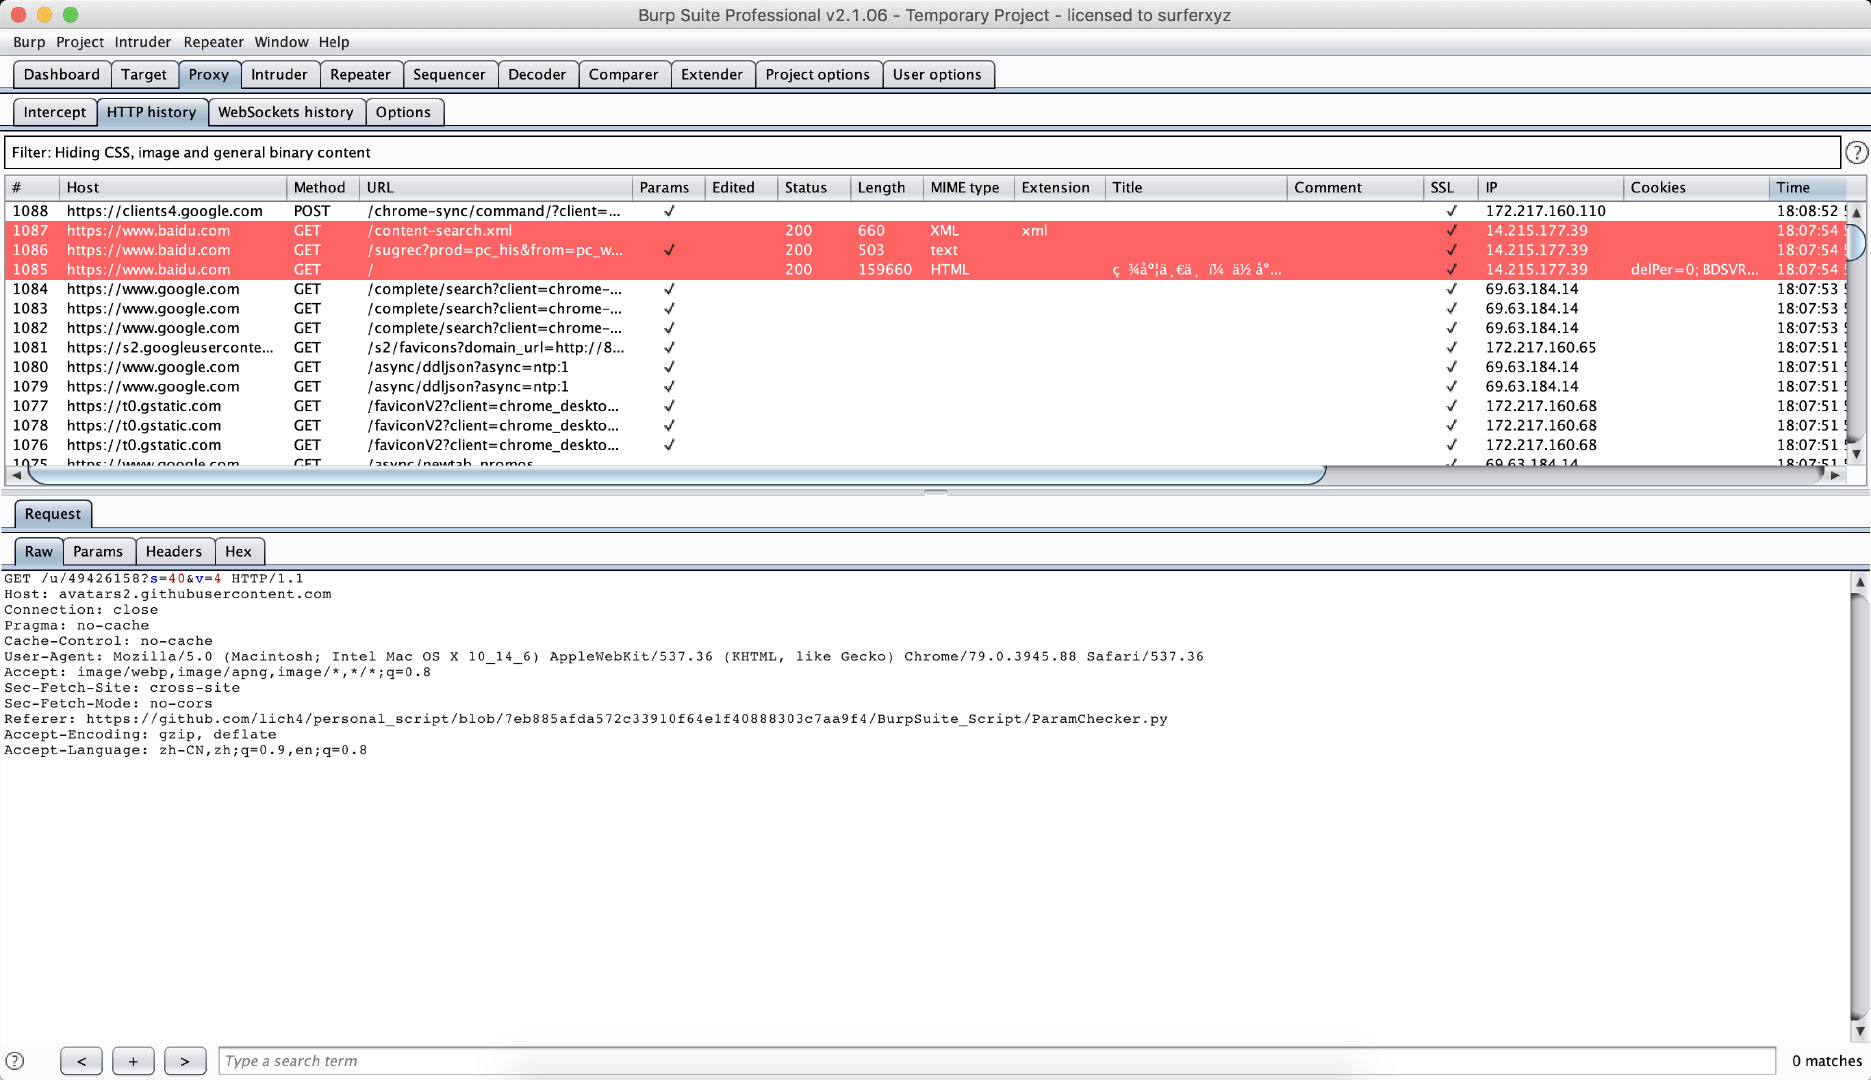 Burp Suite Professional v2.1.06 - Temporary Project - licensed to surferxyz
Burp Project Intruder Repeater Window Help
Dashboard Target Proxy Intruder Repeater Sequencer Decoder Comparer Extender Project options User options
Intercept HTTP history WebSockets history Options
Filter: Hiding CSS, image and general binary content
# Host Method URL Params Edited Status Length MIME type Extension Title Comment SSL IP Cookies Time
1088 https://clients4.google.com POST /chrome-sync/command/?client=... ✓ ✓ 172.217.160.110 18:08:52
1087 https://www.baidu.com GET /content-search.xml 200 660 XML xml ✓ 14.215.177.39 18:07:54
1086 https://www.baidu.com GET /sugrec?prod=pc_his&from=pc_w... ✓ 200 503 text ✓ 14.215.177.39 18:07:54
1085 https://www.baidu.com GET / 200 159660 HTML ç ¾åº¦ä¸€ä¸ ï¼ ä½ å°... ✓ 14.215.177.39 delPer=0; BDSVR... 18:07:54
1084 https://www.google.com GET /complete/search?client=chrome-... ✓ ✓ 69.63.184.14 18:07:53
1083 https://www.google.com GET /complete/search?client=chrome-... ✓ ✓ 69.63.184.14 18:07:53
1082 https://www.google.com GET /complete/search?client=chrome-... ✓ ✓ 69.63.184.14 18:07:53
1081 https://s2.googleuserconte... GET /s2/favicons?domain_url=http://8... ✓ ✓ 172.217.160.65 18:07:51
1080 https://www.google.com GET /async/ddljson?async=ntp:1 ✓ ✓ 69.63.184.14 18:07:51
1079 https://www.google.com GET /async/ddljson?async=ntp:1 ✓ ✓ 69.63.184.14 18:07:51
1077 https://t0.gstatic.com GET /faviconV2?client=chrome_deskto... ✓ ✓ 172.217.160.68 18:07:51
1078 https://t0.gstatic.com GET /faviconV2?client=chrome_deskto... ✓ ✓ 172.217.160.68 18:07:51
1076 https://t0.gstatic.com GET /faviconV2?client=chrome_deskto... ✓ ✓ 172.217.160.68 18:07:51
1075 https://www.google.com GET /async/newtab_promos ✓ 69.63.184.14 18:07:51
Request
Raw Params Headers Hex
GET /u/49426158?s=40&v=4 HTTP/1.1
Host: avatars2.githubusercontent.com
Connection: close
Pragma: no-cache
Cache-Control: no-cache
User-Agent: Mozilla/5.0 (Macintosh; Intel Mac OS X 10_14_6) AppleWebKit/537.36 (KHTML, like Gecko) Chrome/79.0.3945.88 Safari/537.36
Accept: image/webp,image/apng,image/*,*/*;q=0.8
Sec-Fetch-Site: cross-site
Sec-Fetch-Mode: no-cors
Referer: https://github.com/lich4/personal_script/blob/7eb885afda572c33910f64e1f40888303c7aa9f4/BurpSuite_Script/ParamChecker.py
Accept-Encoding: gzip, deflate
Accept-Language: zh-CN,zh;q=0.9,en;q=0.8
? < + > Type a search term 0 matches